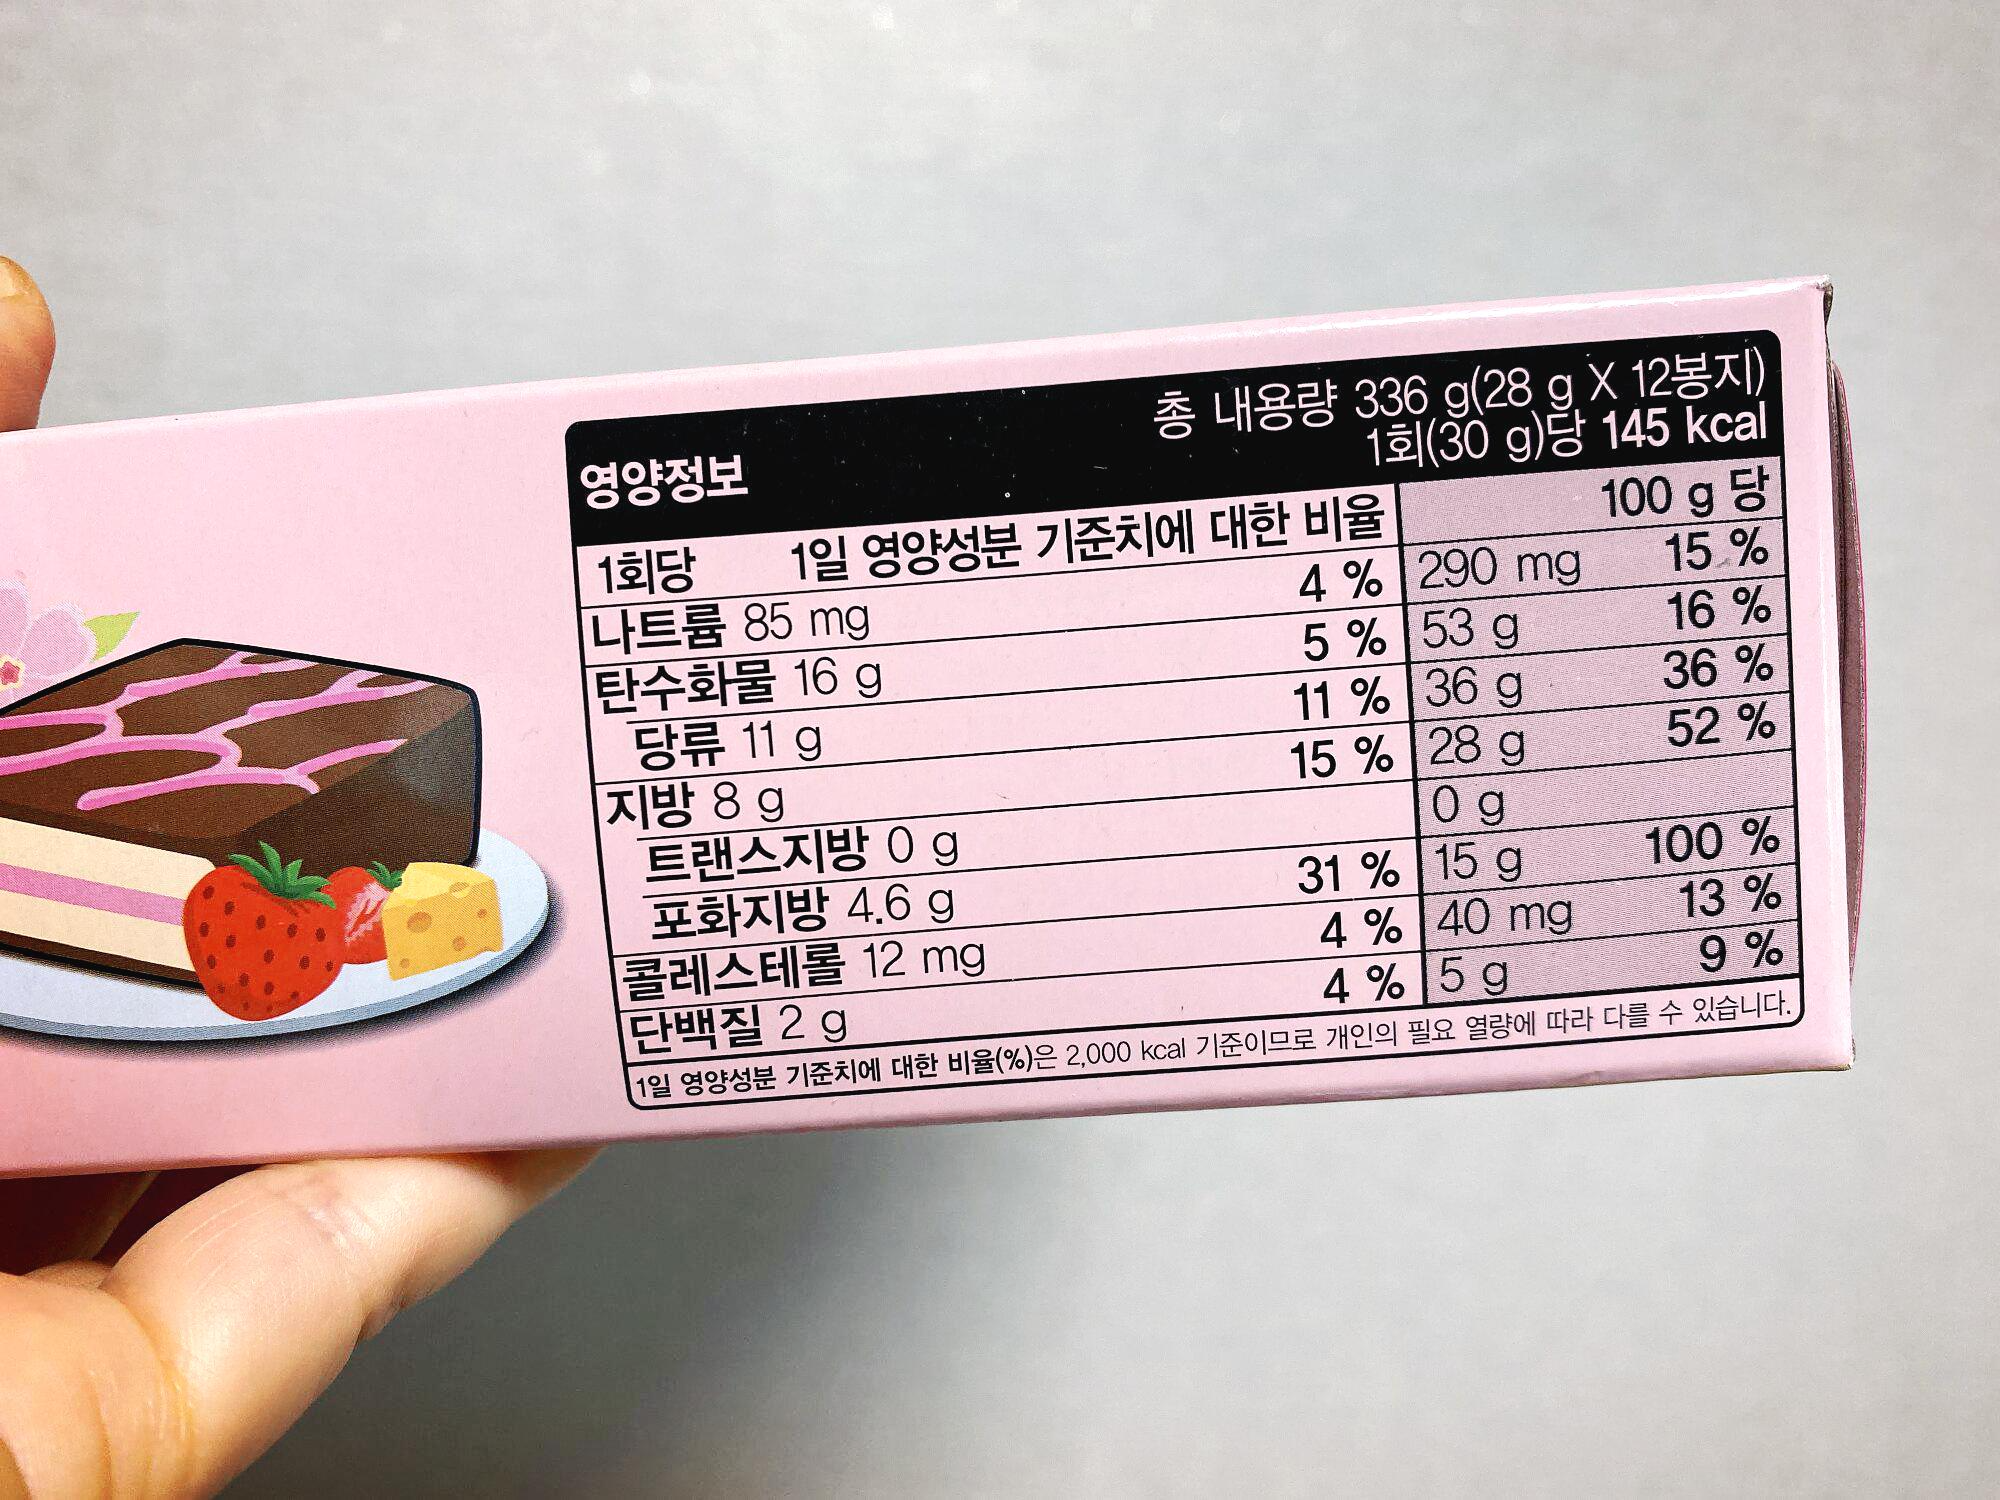 영양정보
총 내용량 336 g(28 g X 12봉지)
1회(30 g)당 145 kcal
1회당 1일 영양성분 기준치에 대한 비율 100 g 당
나트륨 85 mg 4 % 290 mg 15 %
탄수화물 16 g 5 % 53 g 16 %
당류 11 g 11 % 36 g 36 %
지방 8 g 15 % 28 g 52 %
트랜스지방 0 g 0 g
포화지방 4.6 g 31 % 15 g 100 %
콜레스테롤 12 mg 4 % 40 mg 13 %
단백질 2 g 4 % 5 g 9 %
1일 영양성분 기준치에 대한 비율(%)은 2,000 kcal 기준이므로 개인의 필요 열량에 따라 다를 수 있습니다.